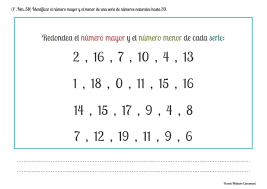 Identificar el número mayor y el menor de una serie de números naturales hasta 20.
Redondea el número mayor y el número menor de cada serie:
2 , 16 , 7 , 10 , 4 , 13
1 , 18 , 0 , 11 , 15 , 16
14 , 15 , 17 , 9 , 4 , 8
7 , 12 , 19 , 11 , 9 , 6